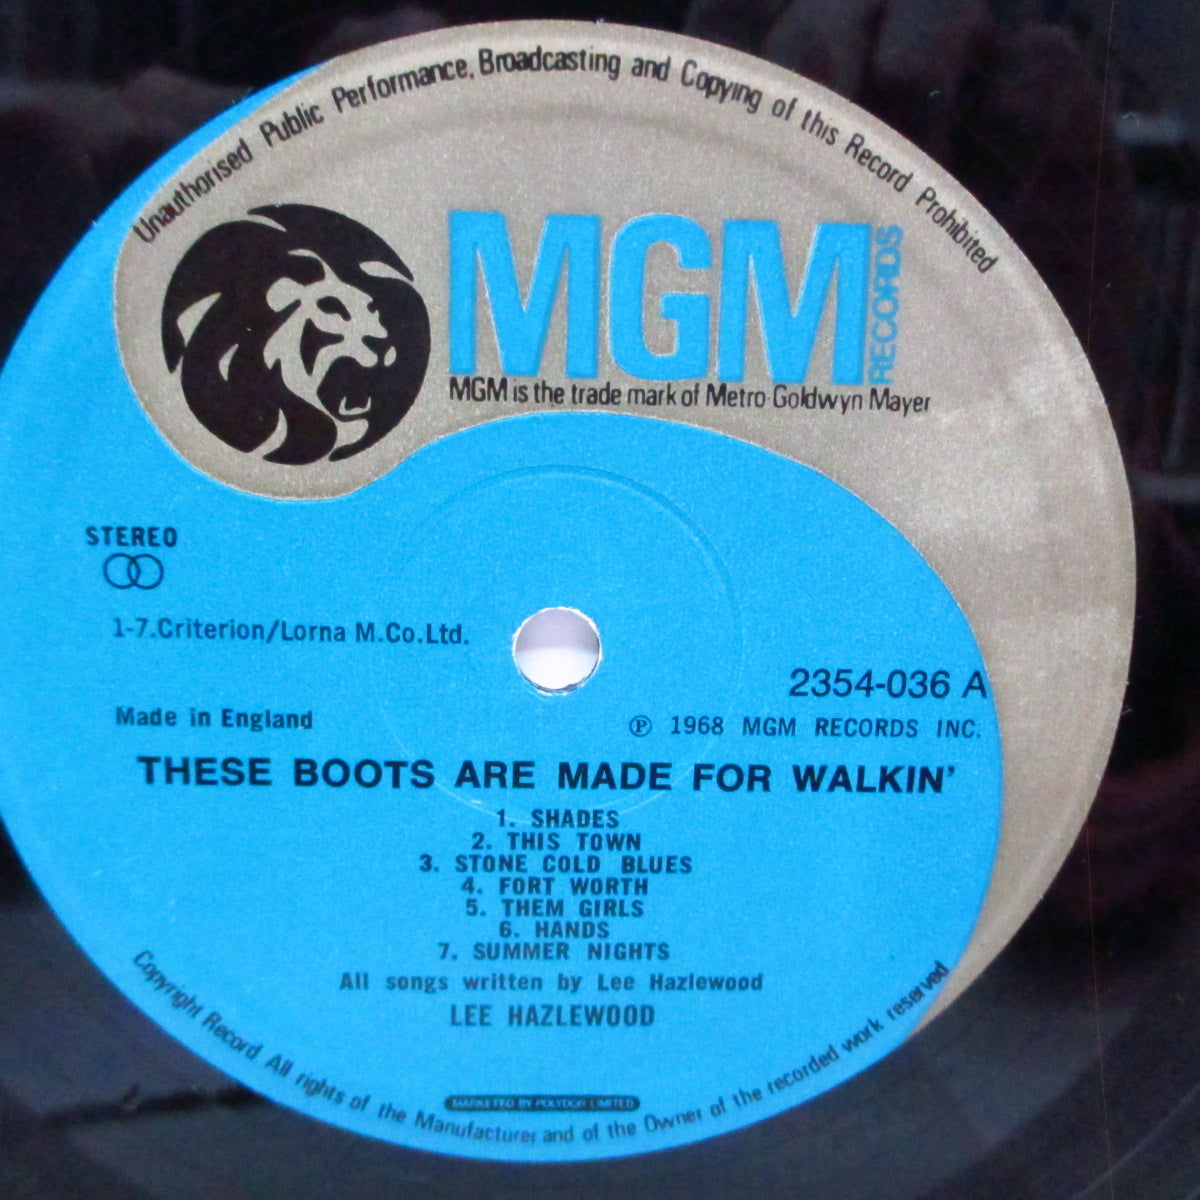 Unauthorised Public Performance, Broadcasting and Copying of this Record Prohibited
MGM
RECORDS
MGM is the trade mark of Metro-Goldwyn Mayer
STEREO
1-7.Criterion/Lorna M.Co.Ltd.
2354-036 A
Made in England
℗ 1968 MGM RECORDS INC.
THESE BOOTS ARE MADE FOR WALKIN'
1. SHADES
2. THIS TOWN
3. STONE COLD BLUES
4. FORT WORTH
5. THEM GIRLS
6. HANDS
7. SUMMER NIGHTS
All songs written by Lee Hazlewood
LEE HAZLEWOOD
MARKETED BY POLYDOR LIMITED
Copyright Record All rights of the Manufacturer and of the Owner of the recorded work reserved